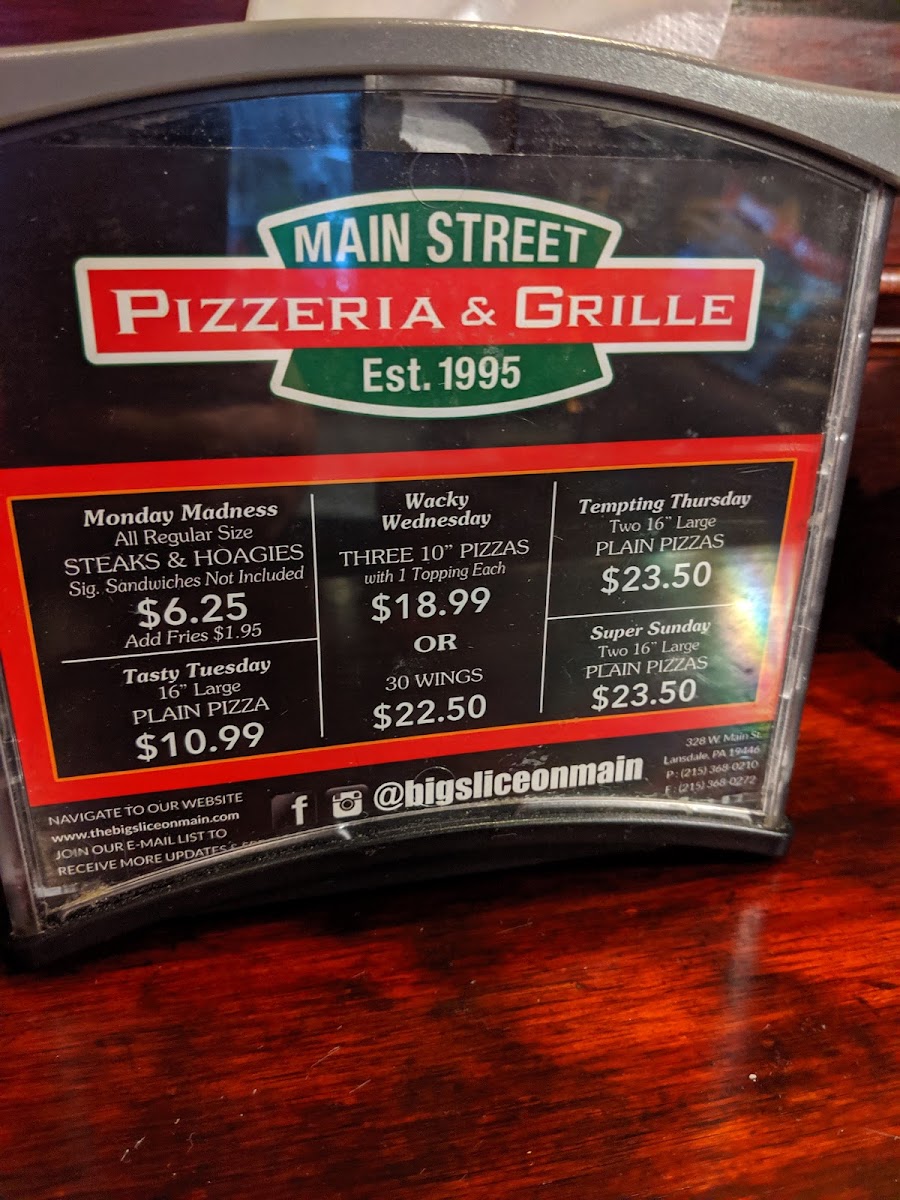 MAIN STREET
PIZZERIA & GRILLE
Est. 1995
Monday Madness
All Regular Size
STEAKS & HOAGIES
Sig. Sandwiches Not Included
$6.25
Add Fries $1.95
Tasty Tuesday
16” Large
PLAIN PIZZA
$10.99
Wacky
Wednesday
THREE 10” PIZZAS
with 1 Topping Each
$18.99
OR
30 WINGS
$22.50
Tempting Thursday
Two 16” Large
PLAIN PIZZAS
$23.50
Super Sunday
Two 16” Large
PLAIN PIZZAS
$23.50
NAVIGATE TO OUR WEBSITE
www.thebigsliceonmain.com
JOIN OUR E-MAIL LIST TO
RECEIVE MORE UPDATES
f @bigsliceonmain
328 W. Main St.
Lansdale, PA 19446
P: (215) 368-0210
F: (215) 368-0272